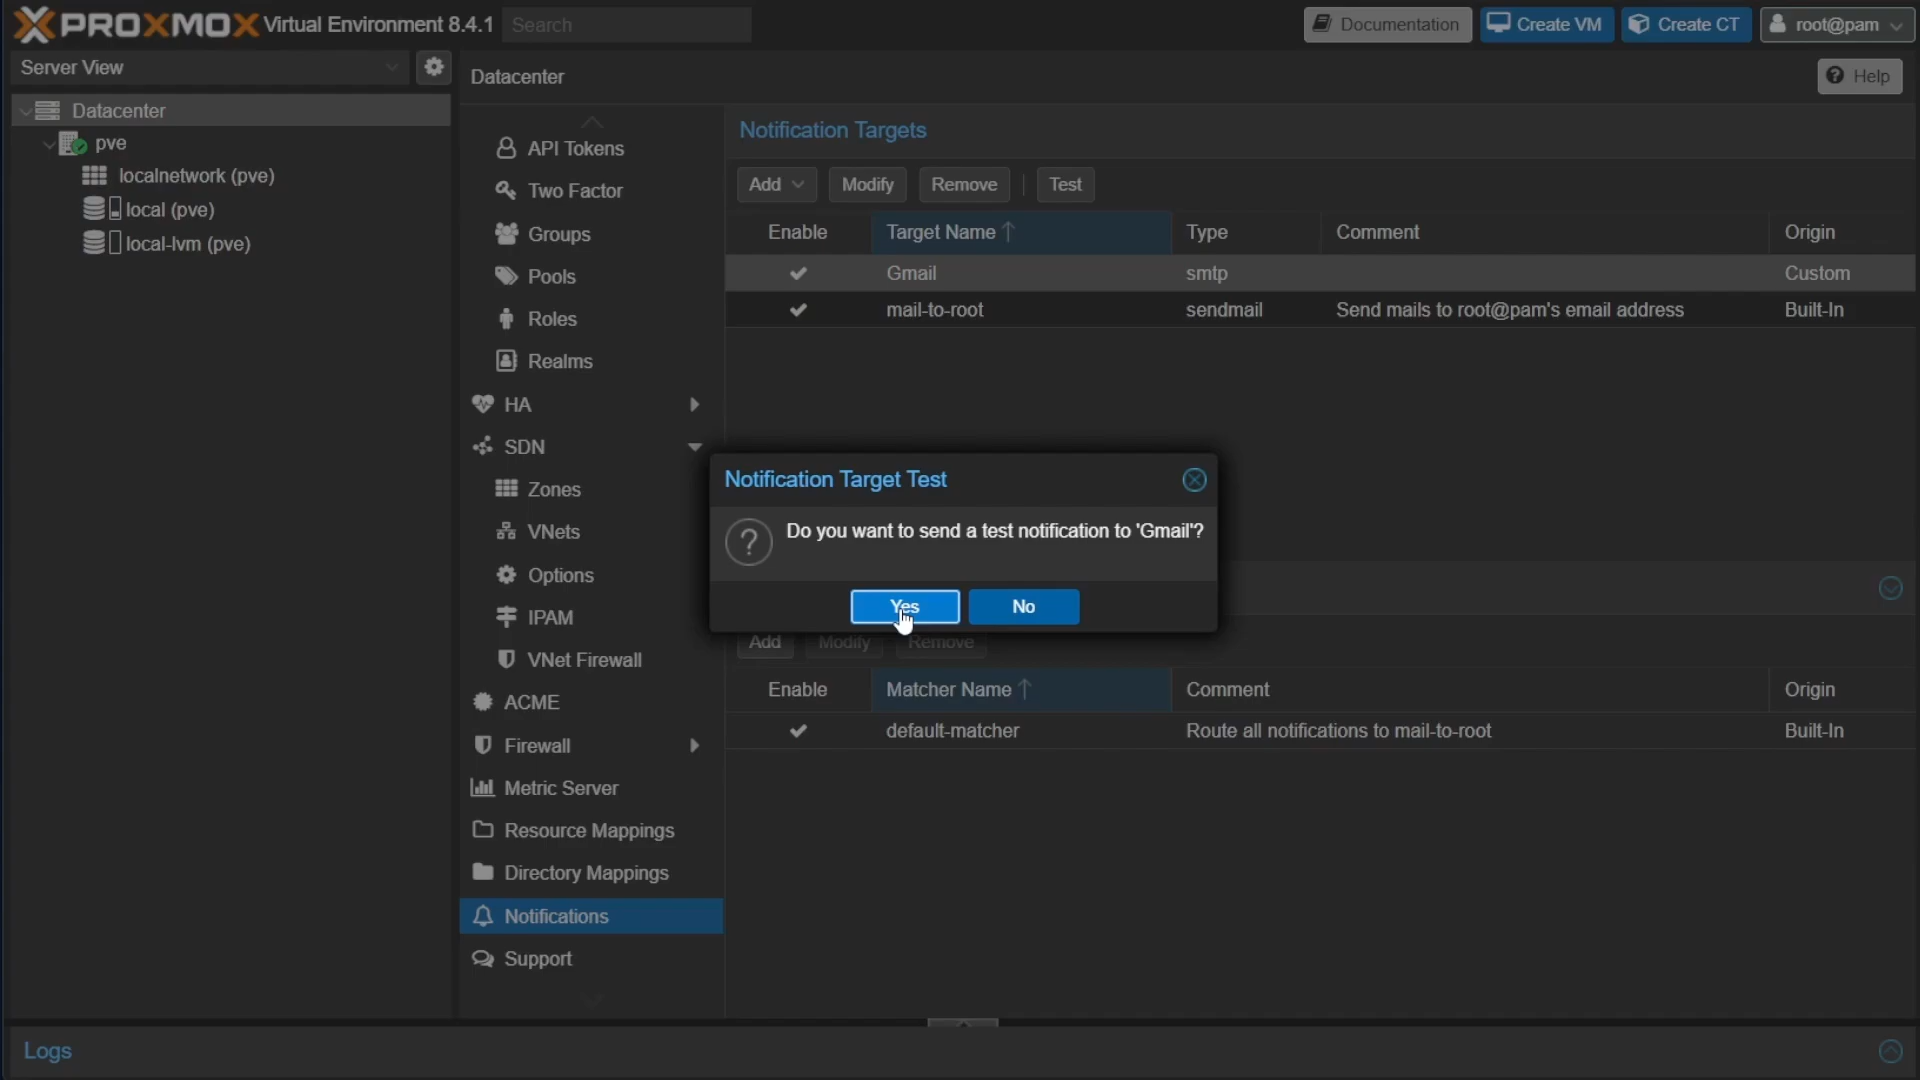 PROXMOX Virtual Environment 8.4.1
Search
Documentation
Create VM
Create CT
root@pam
Server View
Datacenter
Help
Datacenter
pve
localnetwork (pve)
local (pve)
local-lvm (pve)
API Tokens
Two Factor
Groups
Pools
Roles
Realms
HA
SDN
Zones
VNets
Options
IPAM
VNet Firewall
ACME
Firewall
Metric Server
Resource Mappings
Directory Mappings
Notifications
Support
Notification Targets
Add
Modify
Remove
Test
Enable Target Name Type Comment Origin
Gmail smtp Custom
mail-to-root sendmail Send mails to root@pam's email address Built-In
Notification Target Test
Do you want to send a test notification to 'Gmail'?
Yes
No
Add
Modify
Remove
Enable Matcher Name Comment Origin
default-matcher Route all notifications to mail-to-root Built-In
Logs